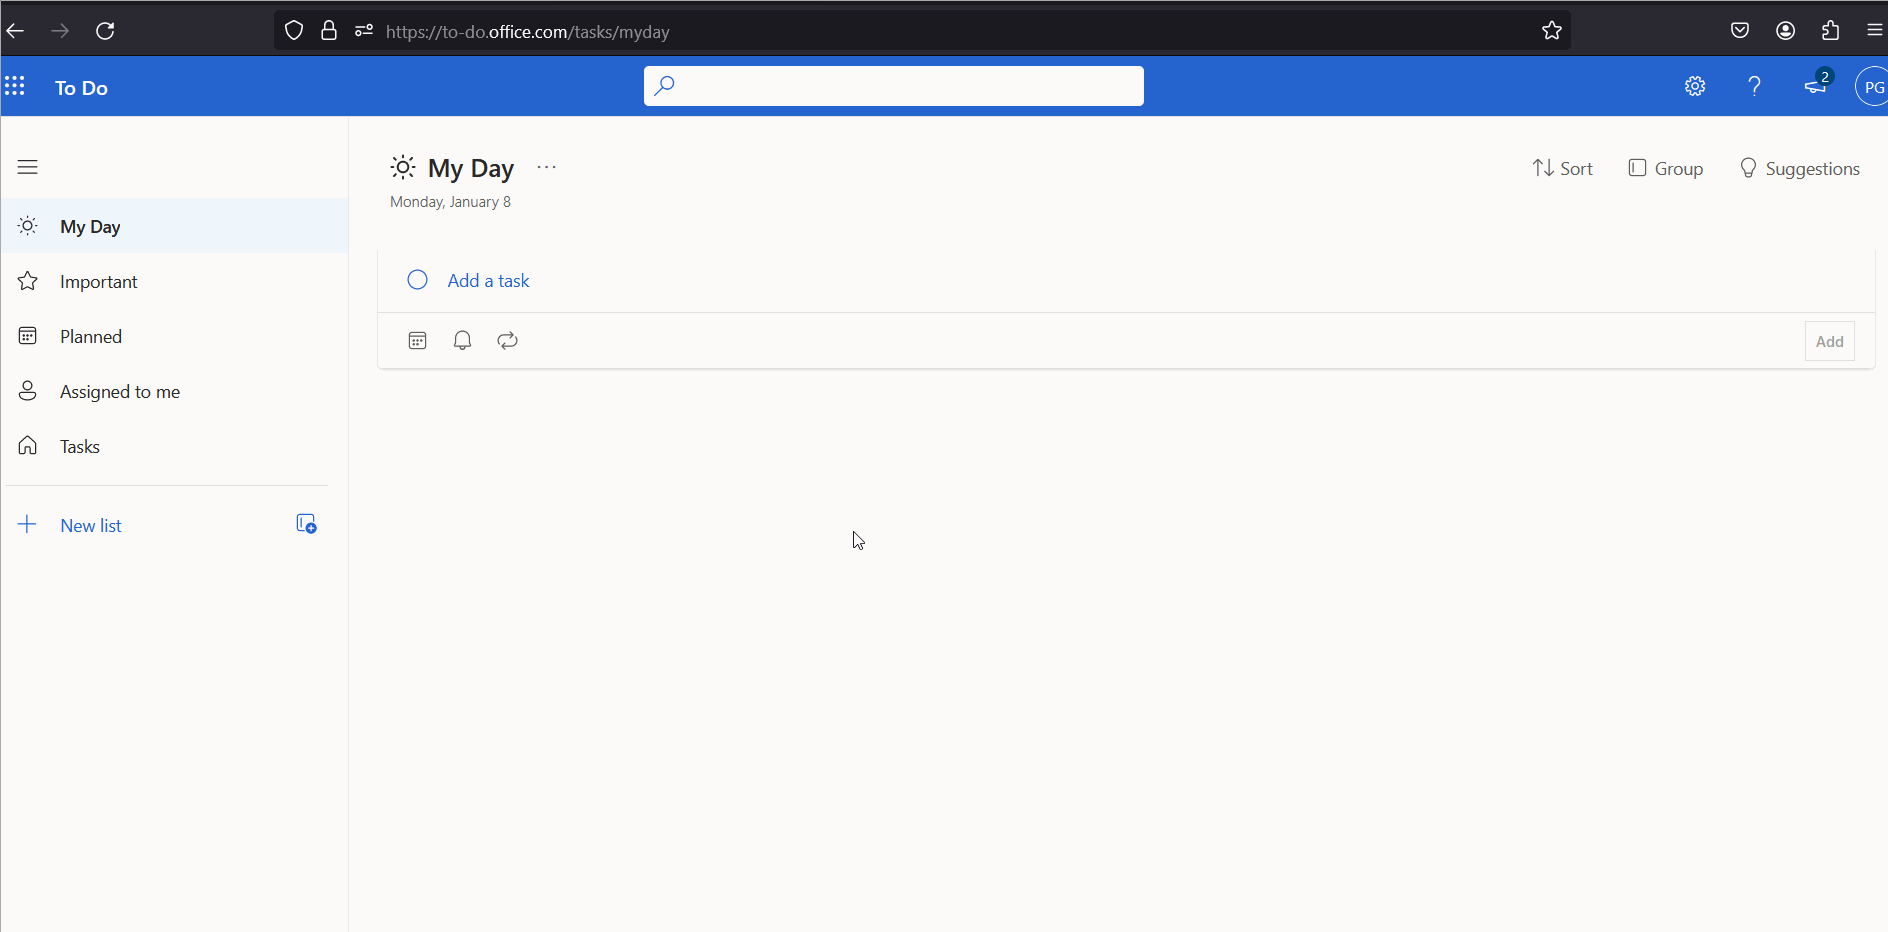 https://to-do.office.com/tasks/myday
To Do
2
PG
My Day
Sort
Group
Suggestions
Monday, January 8
My Day
Important
Planned
Assigned to me
Tasks
New list
Add a task
Add